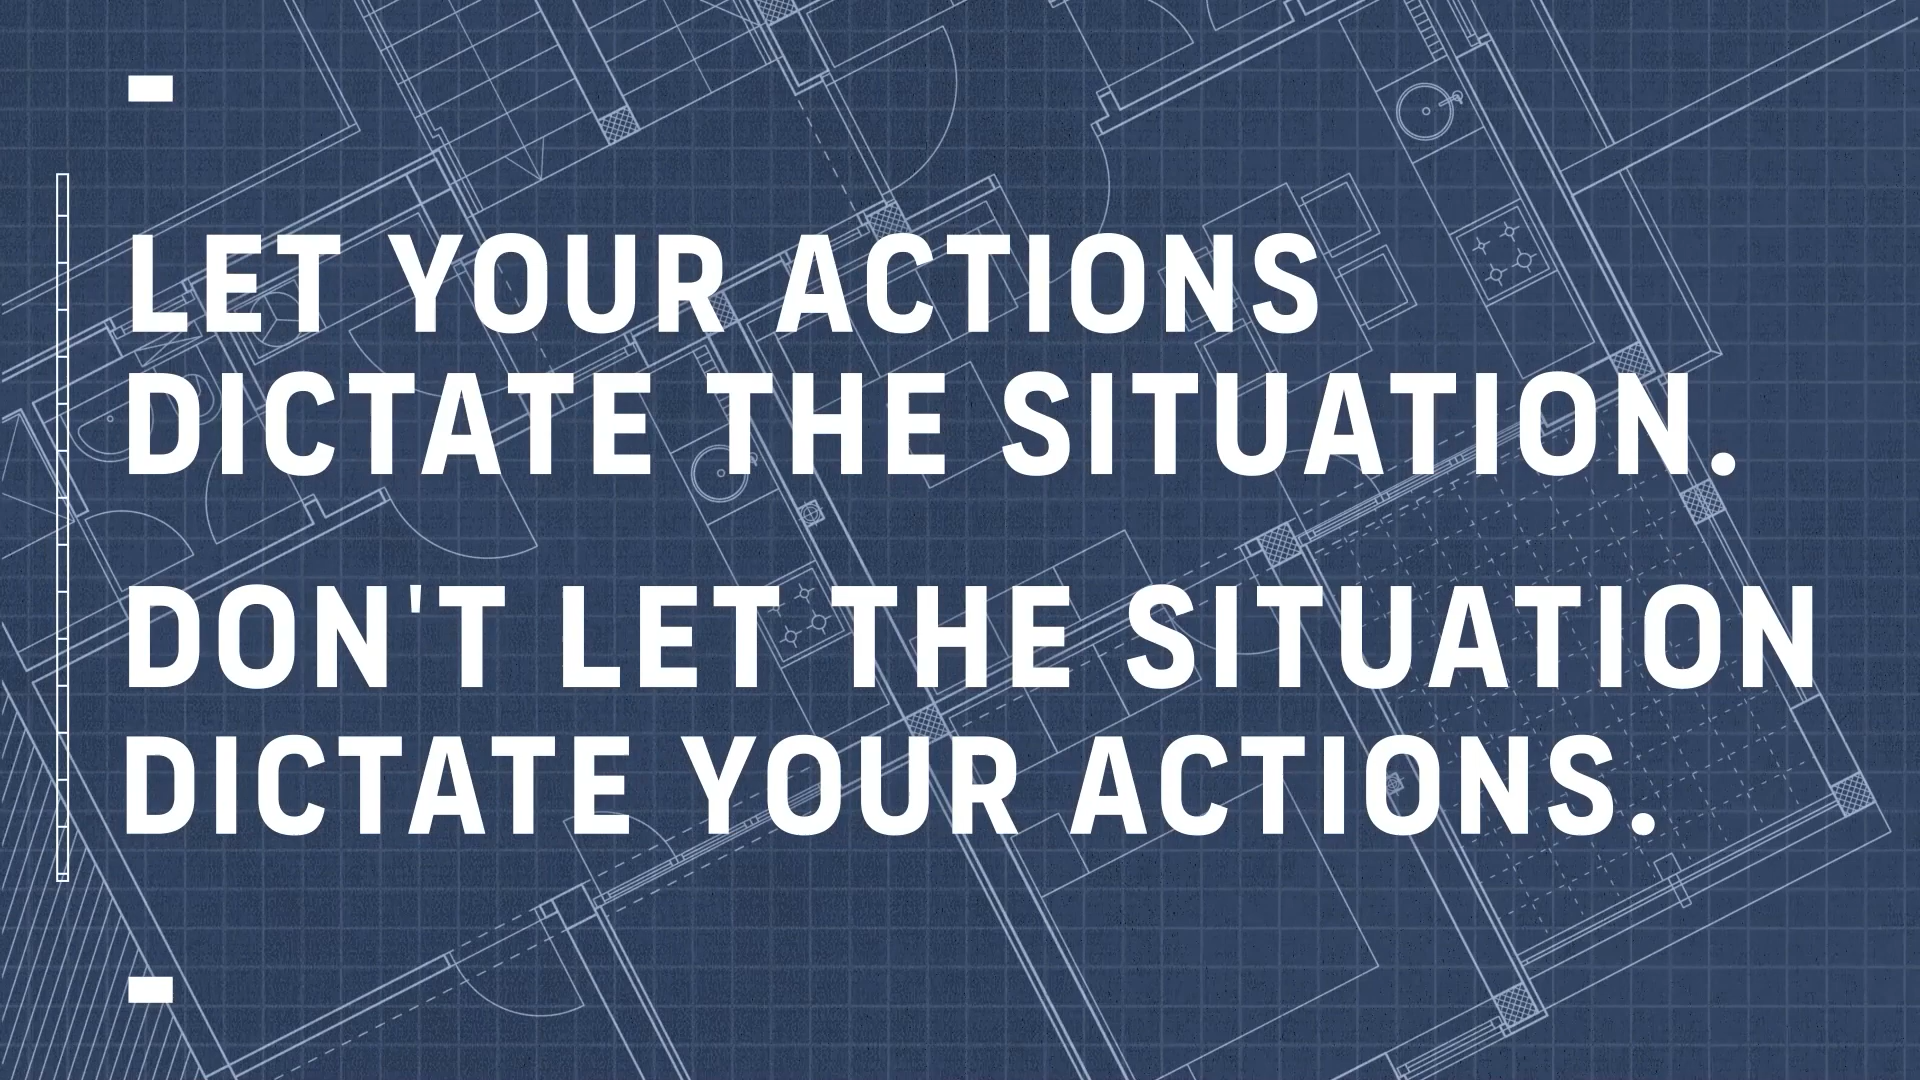 LET YOUR ACTIONS
DICTATE THE SITUATION.
DON'T LET THE SITUATION
DICTATE YOUR ACTIONS.